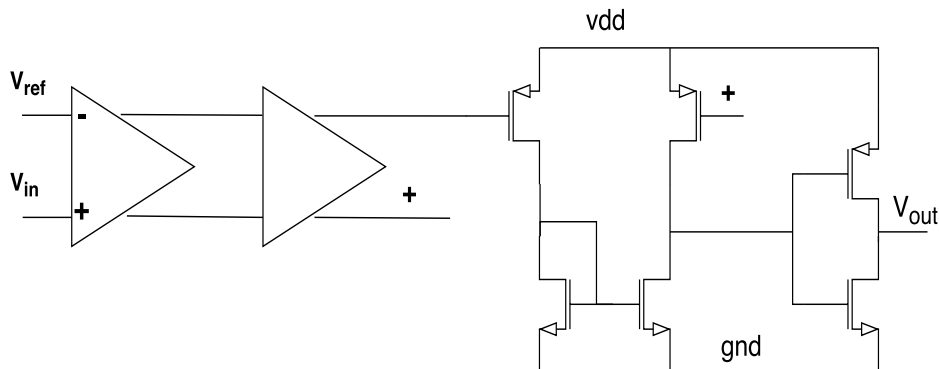 vdd
Vref
-
+
Vin
+
+
Vout
gnd